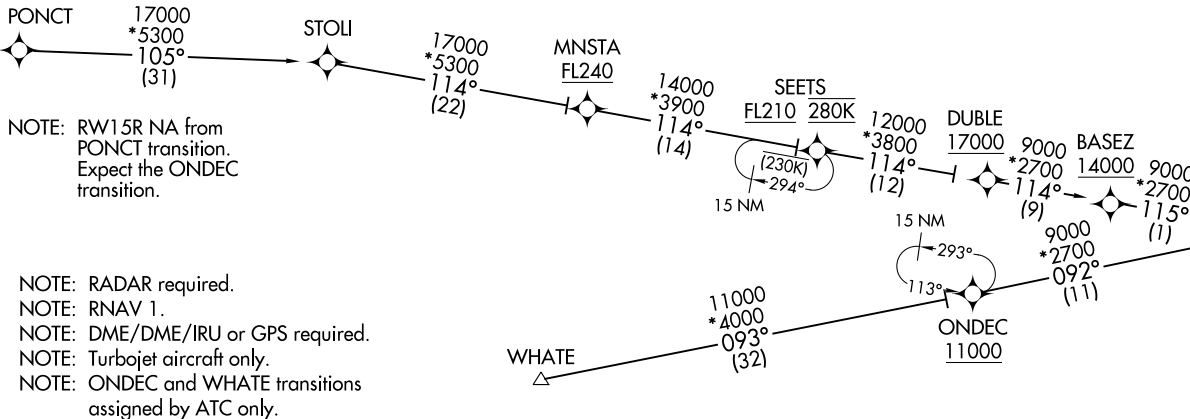 PONCT
17000
*5300
105°
(31)
STOLI
17000
*5300
114°
(22)
MNSTA
FL240
14000
*3900
114°
(14)
SEETS
FL210 280K
(230K)
294°
15 NM
12000
*3800
114°
(12)
DUBLE
17000
9000
*2700
114°
(9)
BASEZ
14000
9000
*2700
115°
(1)
NOTE: RW15R NA from
PONCT transition.
Expect the ONDEC
transition.
NOTE: RADAR required.
NOTE: RNAV 1.
NOTE: DME/DME/IRU or GPS required.
NOTE: Turbojet aircraft only.
NOTE: ONDEC and WHATE transitions
assigned by ATC only.
WHATE
11000
*4000
093°
(32)
15 NM
293°
113°
ONDEC
11000
9000
*2700
092°
(11)